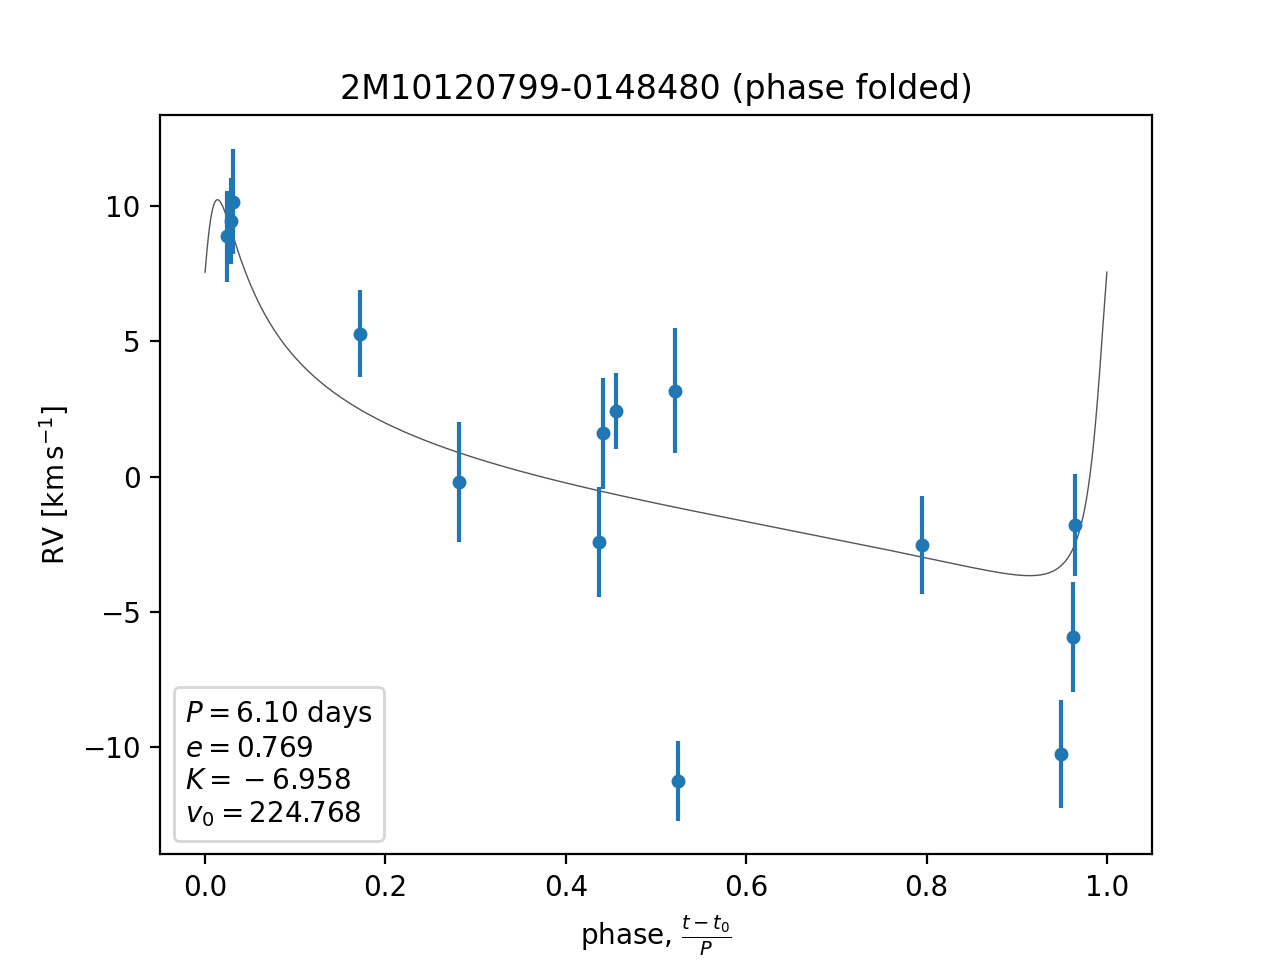 2M10120799-0148480 (phase folded)
10
5
0
−5
−10
RV [km s⁻¹]
P = 6.10 days
e = 0.769
K = − 6.958
v₀ = 224.768
0.0 0.2 0.4 0.6 0.8 1.0
phase, (t − t₀)/P